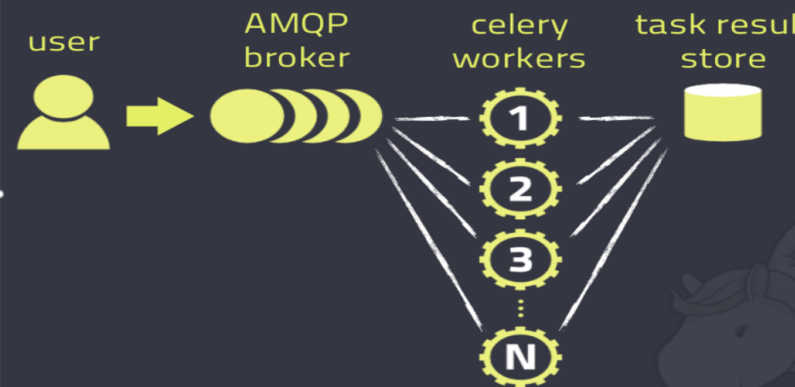 user
AMQP
broker
celery
workers
task resul
store
1
2
3
N